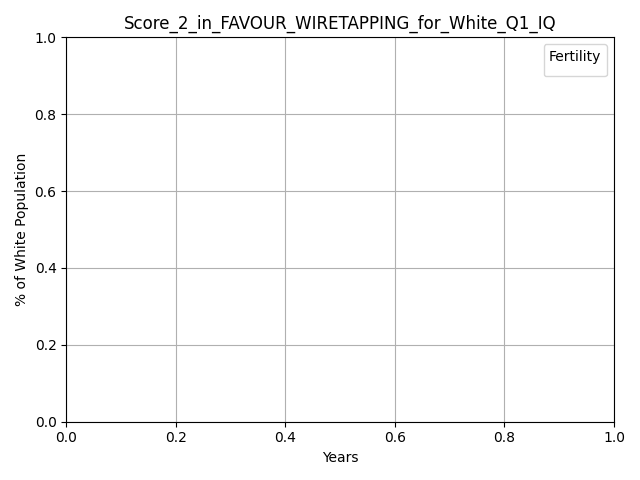 Score_2_in_FAVOUR_WIRETAPPING_for_White_Q1_IQ
Fertility
% of White Population
1.0
0.8
0.6
0.4
0.2
0.0
0.0 0.2 0.4 0.6 0.8 1.0
Years